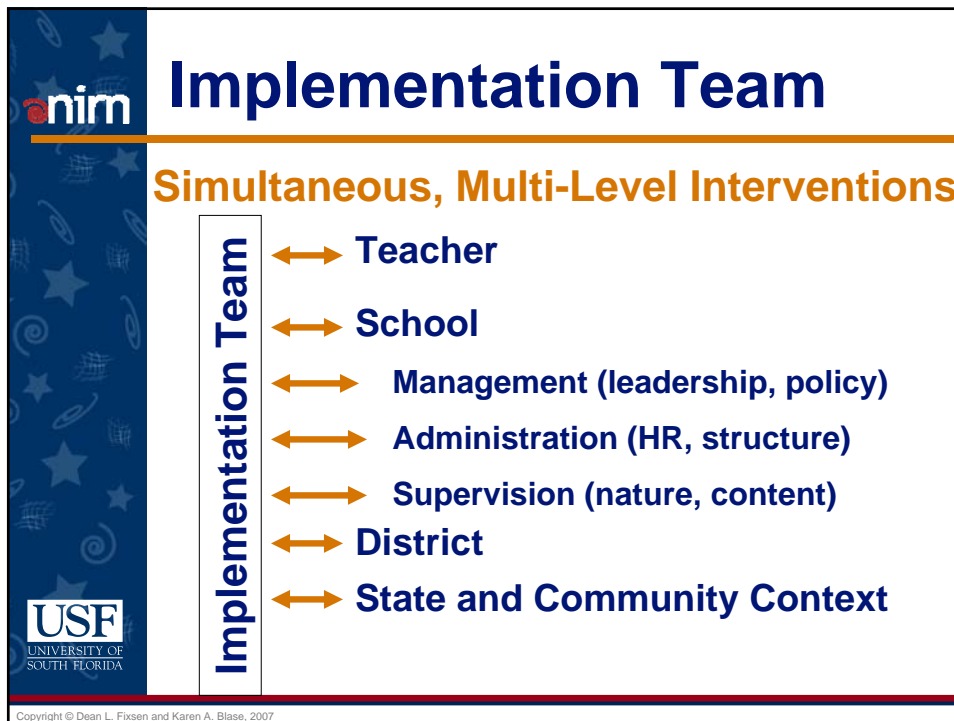 nirn
Implementation Team
Simultaneous, Multi-Level Interventions
Implementation Team
Teacher
School
Management (leadership, policy)
Administration (HR, structure)
Supervision (nature, content)
District
State and Community Context
USF
UNIVERSITY OF
SOUTH FLORIDA
Copyright © Dean L. Fixsen and Karen A. Blase, 2007